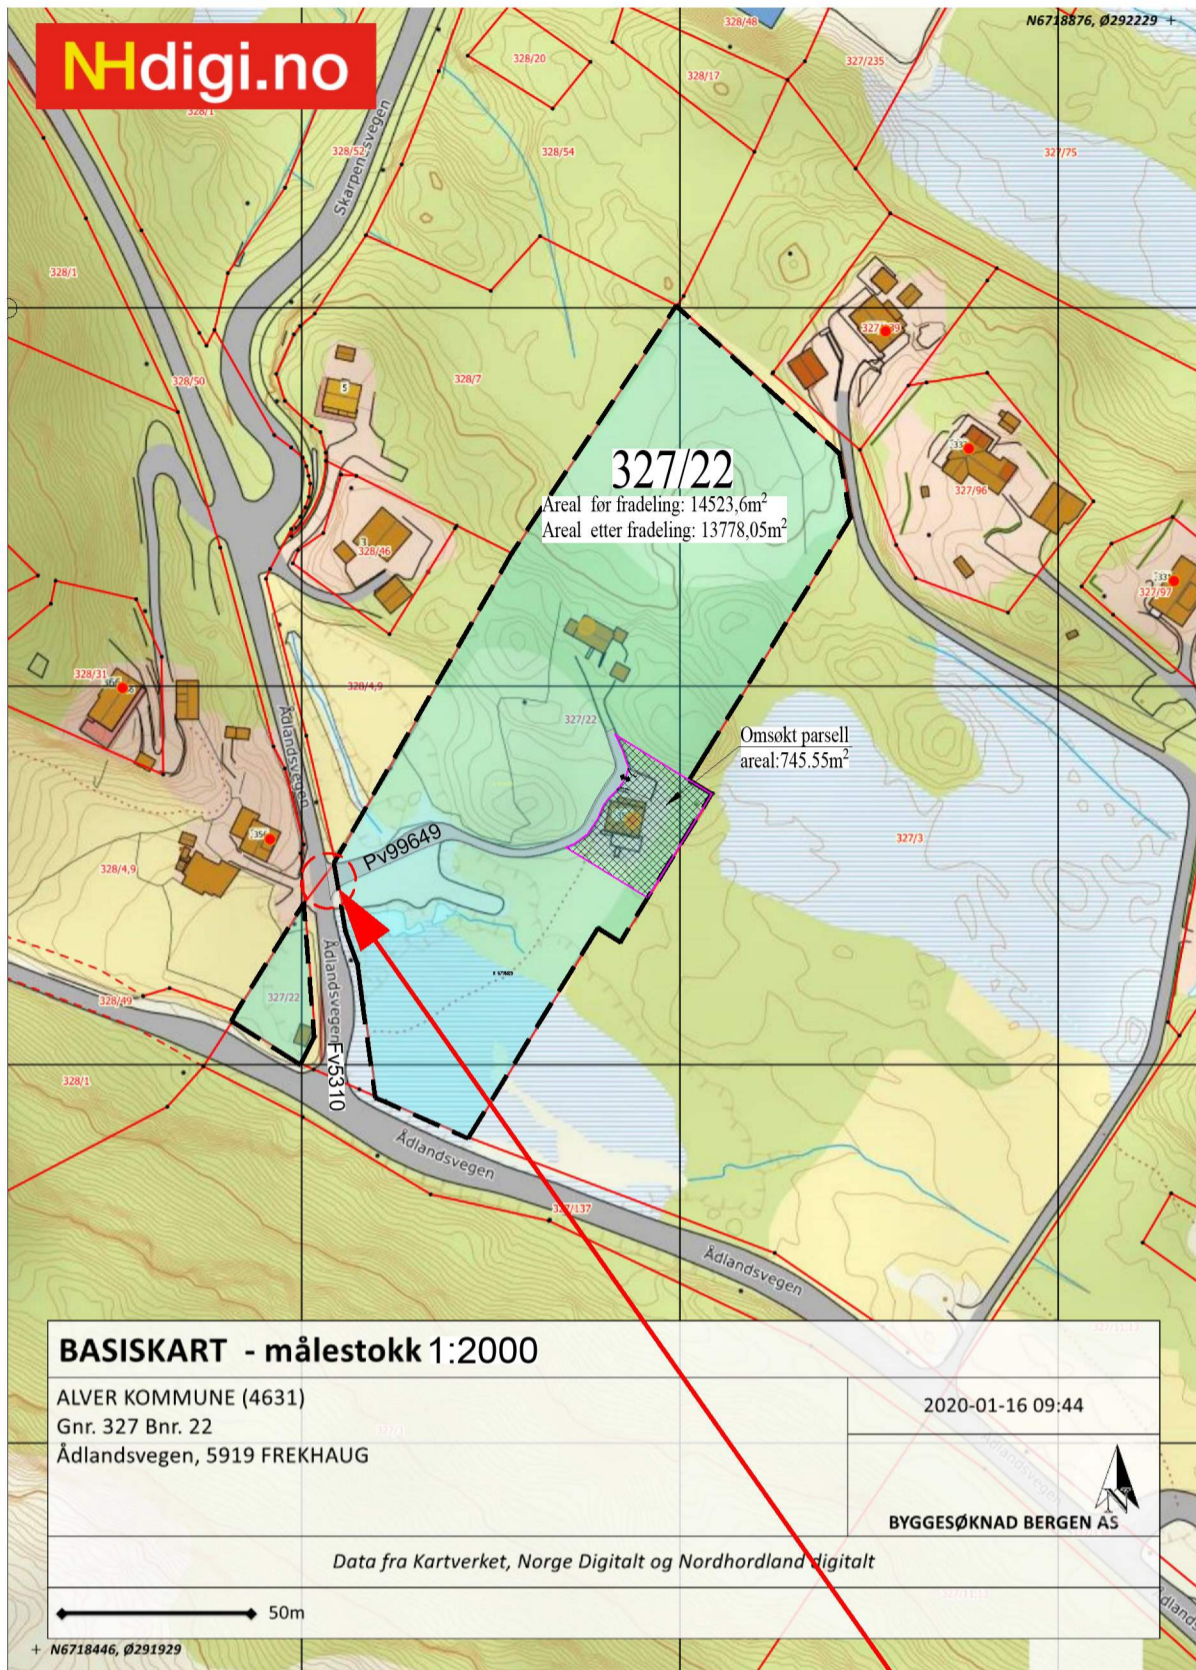 N6718876, Ø292229
NHdigi.no
328/48
328/20
328/17
327/235
328/1
328/52
328/54
327/75
Skarpenesvegen
328/1
327/99
328/50
5
328/7
327/22
Areal før fradeling: 14523,6m²
Areal etter fradeling: 13778,05m²
327/96
3
328/46
327/97
328/31
328/4,9
327/22
Ådlandsvegen
Omsøkt parsell
areal:745.55m²
327/3
Pv99649
328/4,9
327/22
328/49
Ådlandsvegen
Fv5310
328/1
Ådlandsvegen
327/137
Ådlandsvegen
BASISKART - målestokk 1:2000
ALVER KOMMUNE (4631)
Gnr. 327 Bnr. 22
Ådlandsvegen, 5919 FREKHAUG
2020-01-16 09:44
Ådlandsvegen
N
BYGGESØKNAD BERGEN AS
Data fra Kartverket, Norge Digitalt og Nordhordland digitalt
50m
N6718446, Ø291929